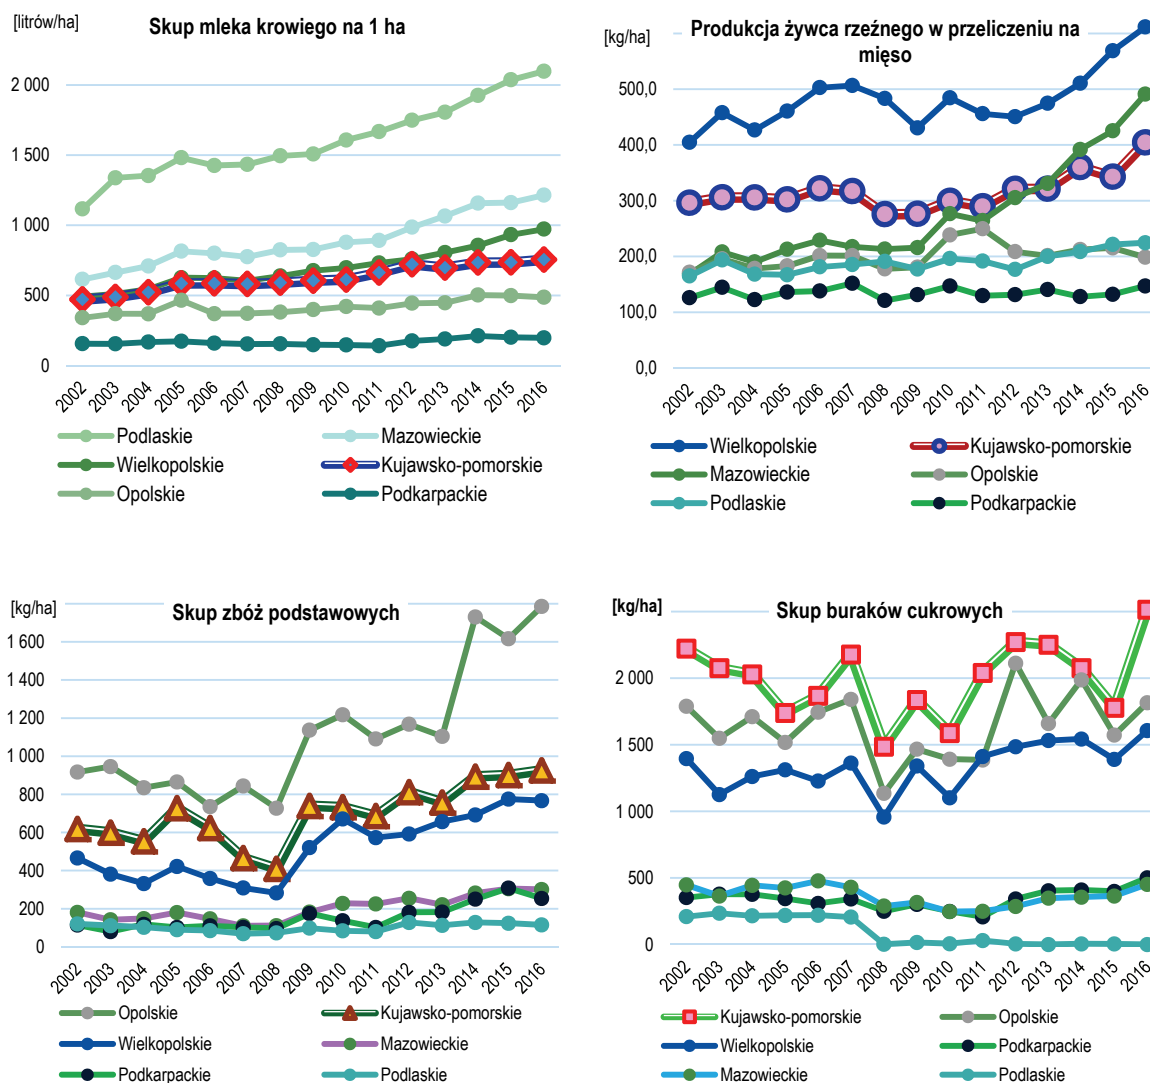 [litrów/ha]
Skup mleka krowiego na 1 ha
2 000
1 500
1 000
500
0
2002 2003 2004 2005 2006 2007 2008 2009 2010 2011 2012 2013 2014 2015 2016
Podlaskie Mazowieckie
Wielkopolskie Kujawsko-pomorskie
Opolskie Podkarpackie
[kg/ha]
Produkcja żywca rzeźnego w przeliczeniu na
mięso
500,0
400,0
300,0
200,0
100,0
0,0
2002 2003 2004 2005 2006 2007 2008 2009 2010 2011 2012 2013 2014 2015 2016
Wielkopolskie Kujawsko-pomorskie
Mazowieckie Opolskie
Podlaskie Podkarpackie
[kg/ha]
Skup zbóż podstawowych
1 600
1 400
1 200
1 000
800
600
400
200
0
2002 2003 2004 2005 2006 2007 2008 2009 2010 2011 2012 2013 2014 2015 2016
Opolskie Kujawsko-pomorskie
Wielkopolskie Mazowieckie
Podkarpackie Podlaskie
[kg/ha]
Skup buraków cukrowych
2 000
1 500
1 000
500
0
2002 2003 2004 2005 2006 2007 2008 2009 2010 2011 2012 2013 2014 2015 2016
Kujawsko-pomorskie Opolskie
Wielkopolskie Podkarpackie
Mazowieckie Podlaskie